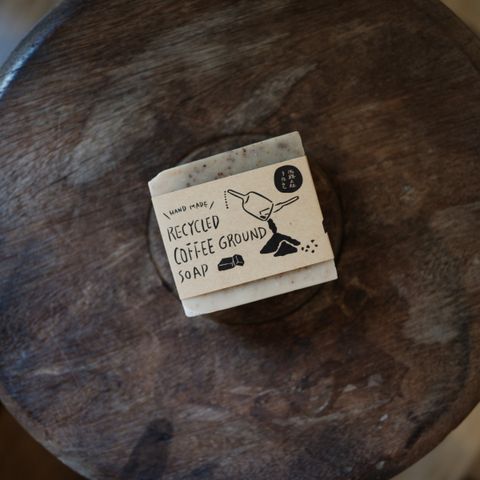 \ HAND MADE /
RECYCLED
COFFEE GROUND
SOAP